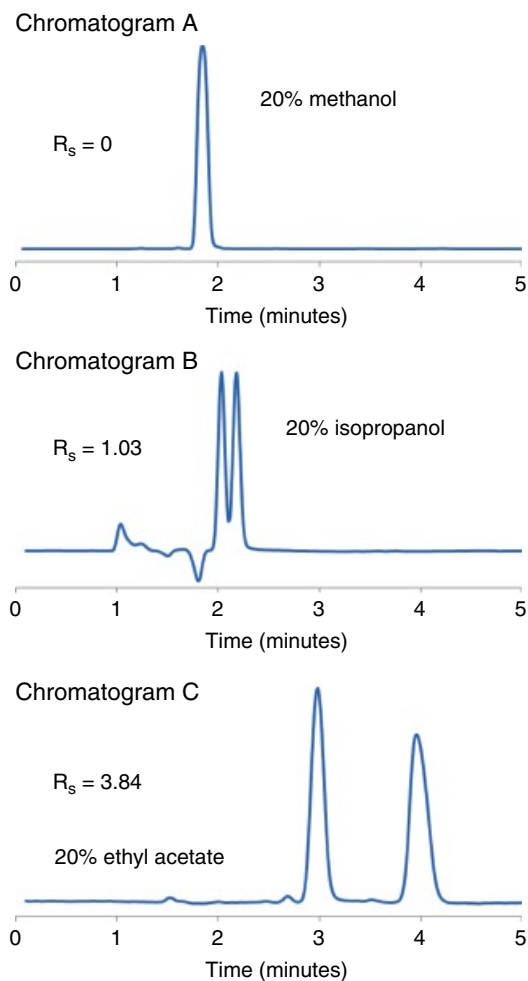 Chromatogram A
20% methanol
Rₛ = 0
0 1 2 3 4 5
Time (minutes)
Chromatogram B
20% isopropanol
Rₛ = 1.03
0 1 2 3 4 5
Time (minutes)
Chromatogram C
Rₛ = 3.84
20% ethyl acetate
0 1 2 3 4 5
Time (minutes)